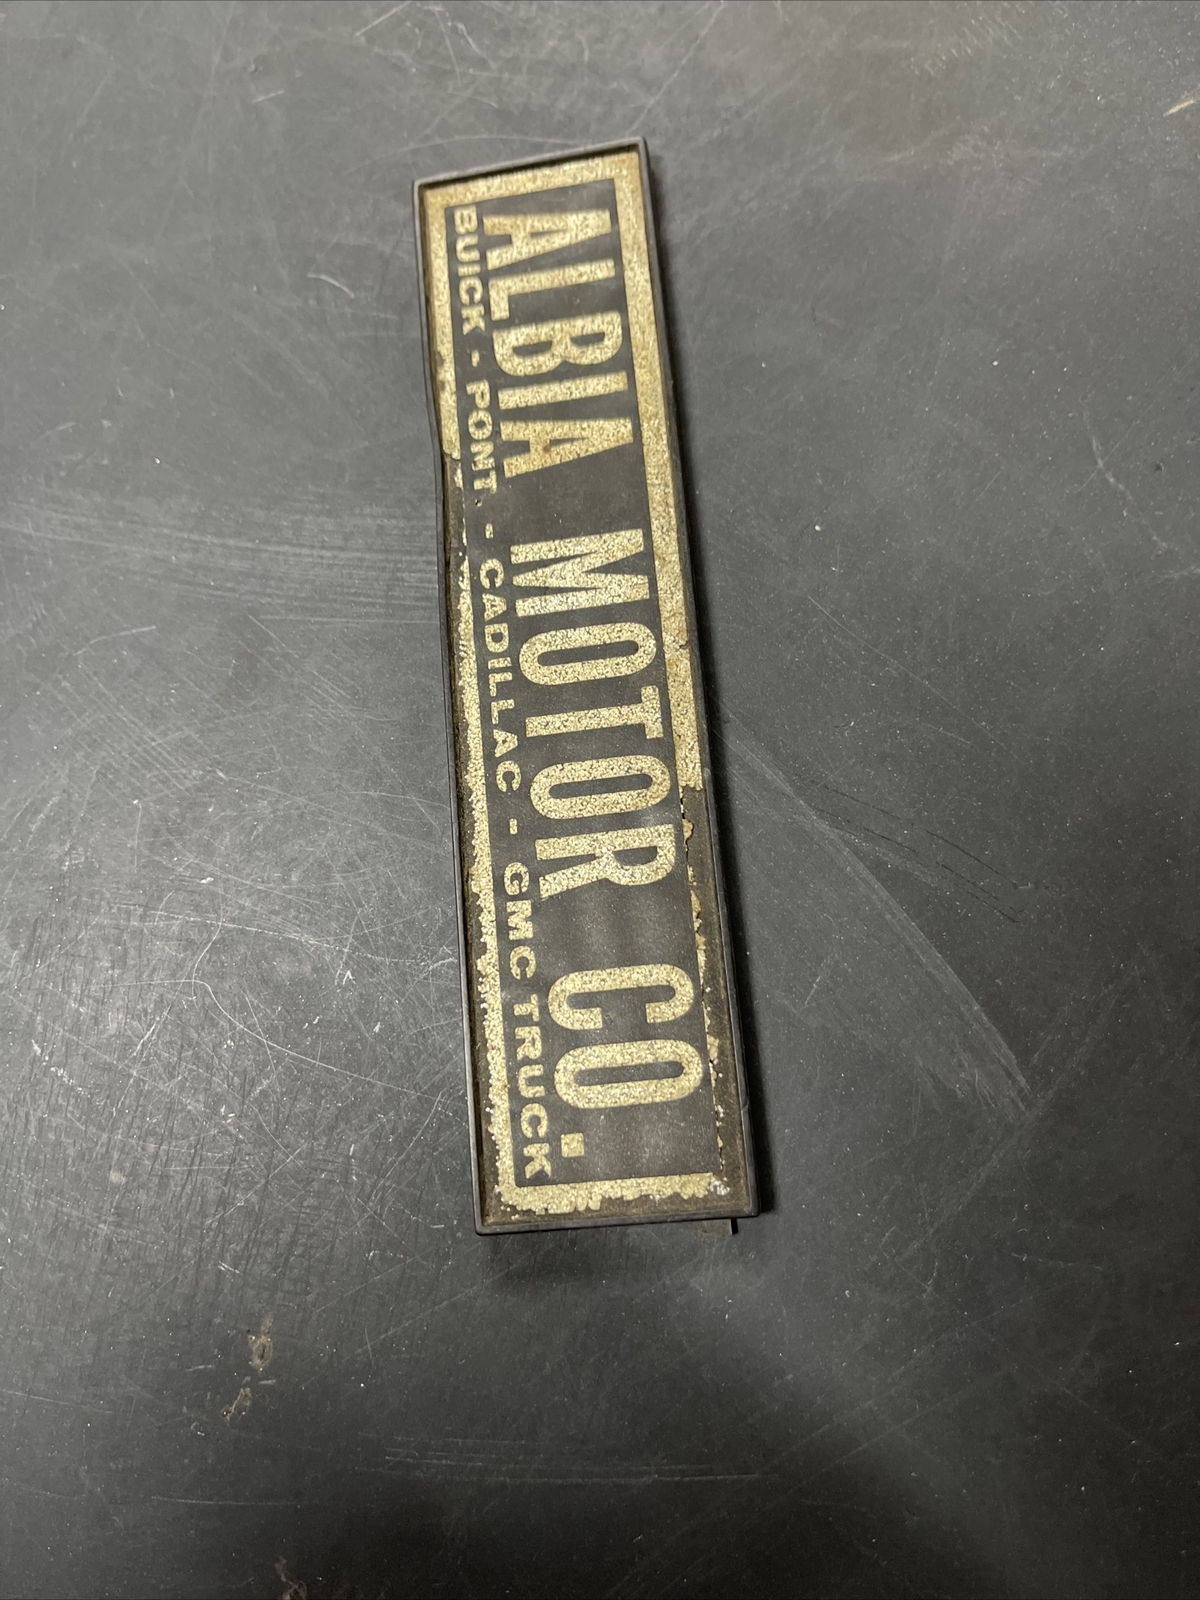 ALBIA MOTOR CO.
BUICK - PONT. - CADILLAC - GMC TRUCK